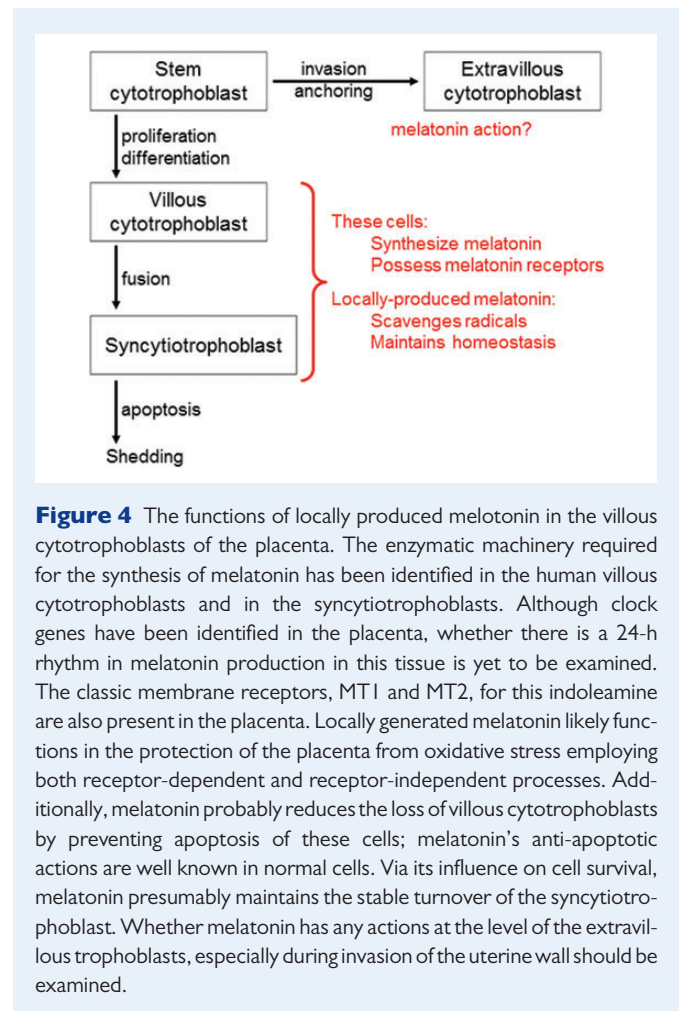 Stem
cytotrophoblast
invasion
anchoring
Extravillous
cytotrophoblast
melatonin action?
proliferation
differentiation
Villous
cytotrophoblast
fusion
Syncytiotrophoblast
apoptosis
Shedding
These cells:
Synthesize melatonin
Possess melatonin receptors
Locally-produced melatonin:
Scavenges radicals
Maintains homeostasis
Figure 4 The functions of locally produced melotonin in the villous
cytotrophoblasts of the placenta. The enzymatic machinery required
for the synthesis of melatonin has been identified in the human villous
cytotrophoblasts and in the syncytiotrophoblasts. Although clock
genes have been identified in the placenta, whether there is a 24-h
rhythm in melatonin production in this tissue is yet to be examined.
The classic membrane receptors, MT1 and MT2, for this indoleamine
are also present in the placenta. Locally generated melatonin likely func-
tions in the protection of the placenta from oxidative stress employing
both receptor-dependent and receptor-independent processes. Add-
itionally, melatonin probably reduces the loss of villous cytotrophoblasts
by preventing apoptosis of these cells; melatonin's anti-apoptotic
actions are well known in normal cells. Via its influence on cell survival,
melatonin presumably maintains the stable turnover of the syncytiotro-
phoblast. Whether melatonin has any actions at the level of the extravil-
lous trophoblasts, especially during invasion of the uterine wall should be
examined.